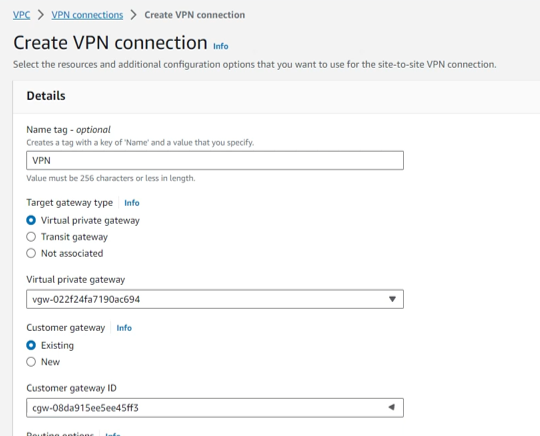 VPC > VPN connections > Create VPN connection
Create VPN connection Info
Select the resources and additional configuration options that you want to use for the site-to-site VPN connection.
Details
Name tag - optional
Creates a tag with a key of 'Name' and a value that you specify.
VPN
Value must be 256 characters or less in length.
Target gateway type Info
Virtual private gateway
Transit gateway
Not associated
Virtual private gateway
vgw-022f24fa7190ac694
Customer gateway Info
Existing
New
Customer gateway ID
cgw-08da915ee5ee45ff3
Routing options Info